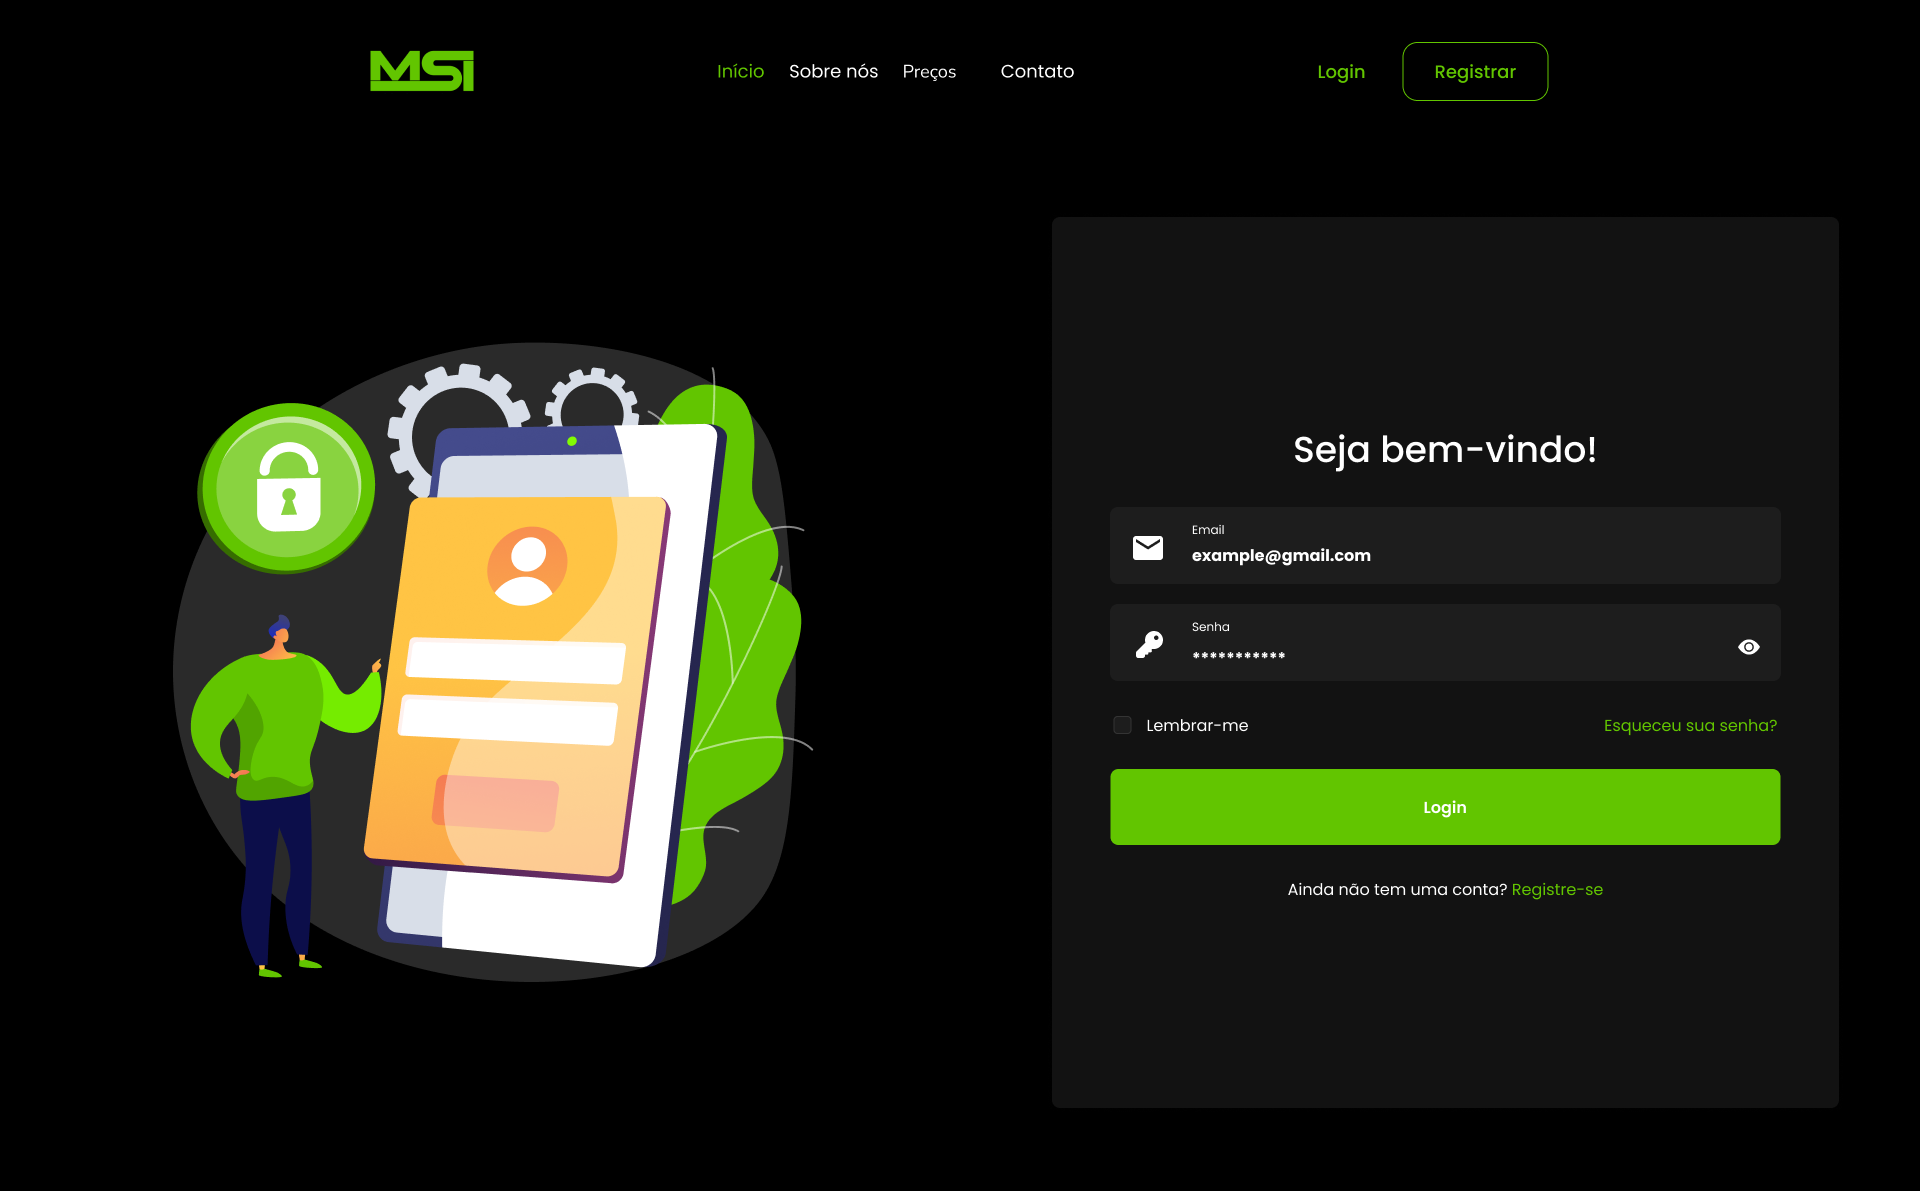 MSI
Início Sobre nós Preços Contato Login Registrar
Seja bem-vindo!
Email
example@gmail.com
Senha
***********
Lembrar-me Esqueceu sua senha?
Login
Ainda não tem uma conta? Registre-se